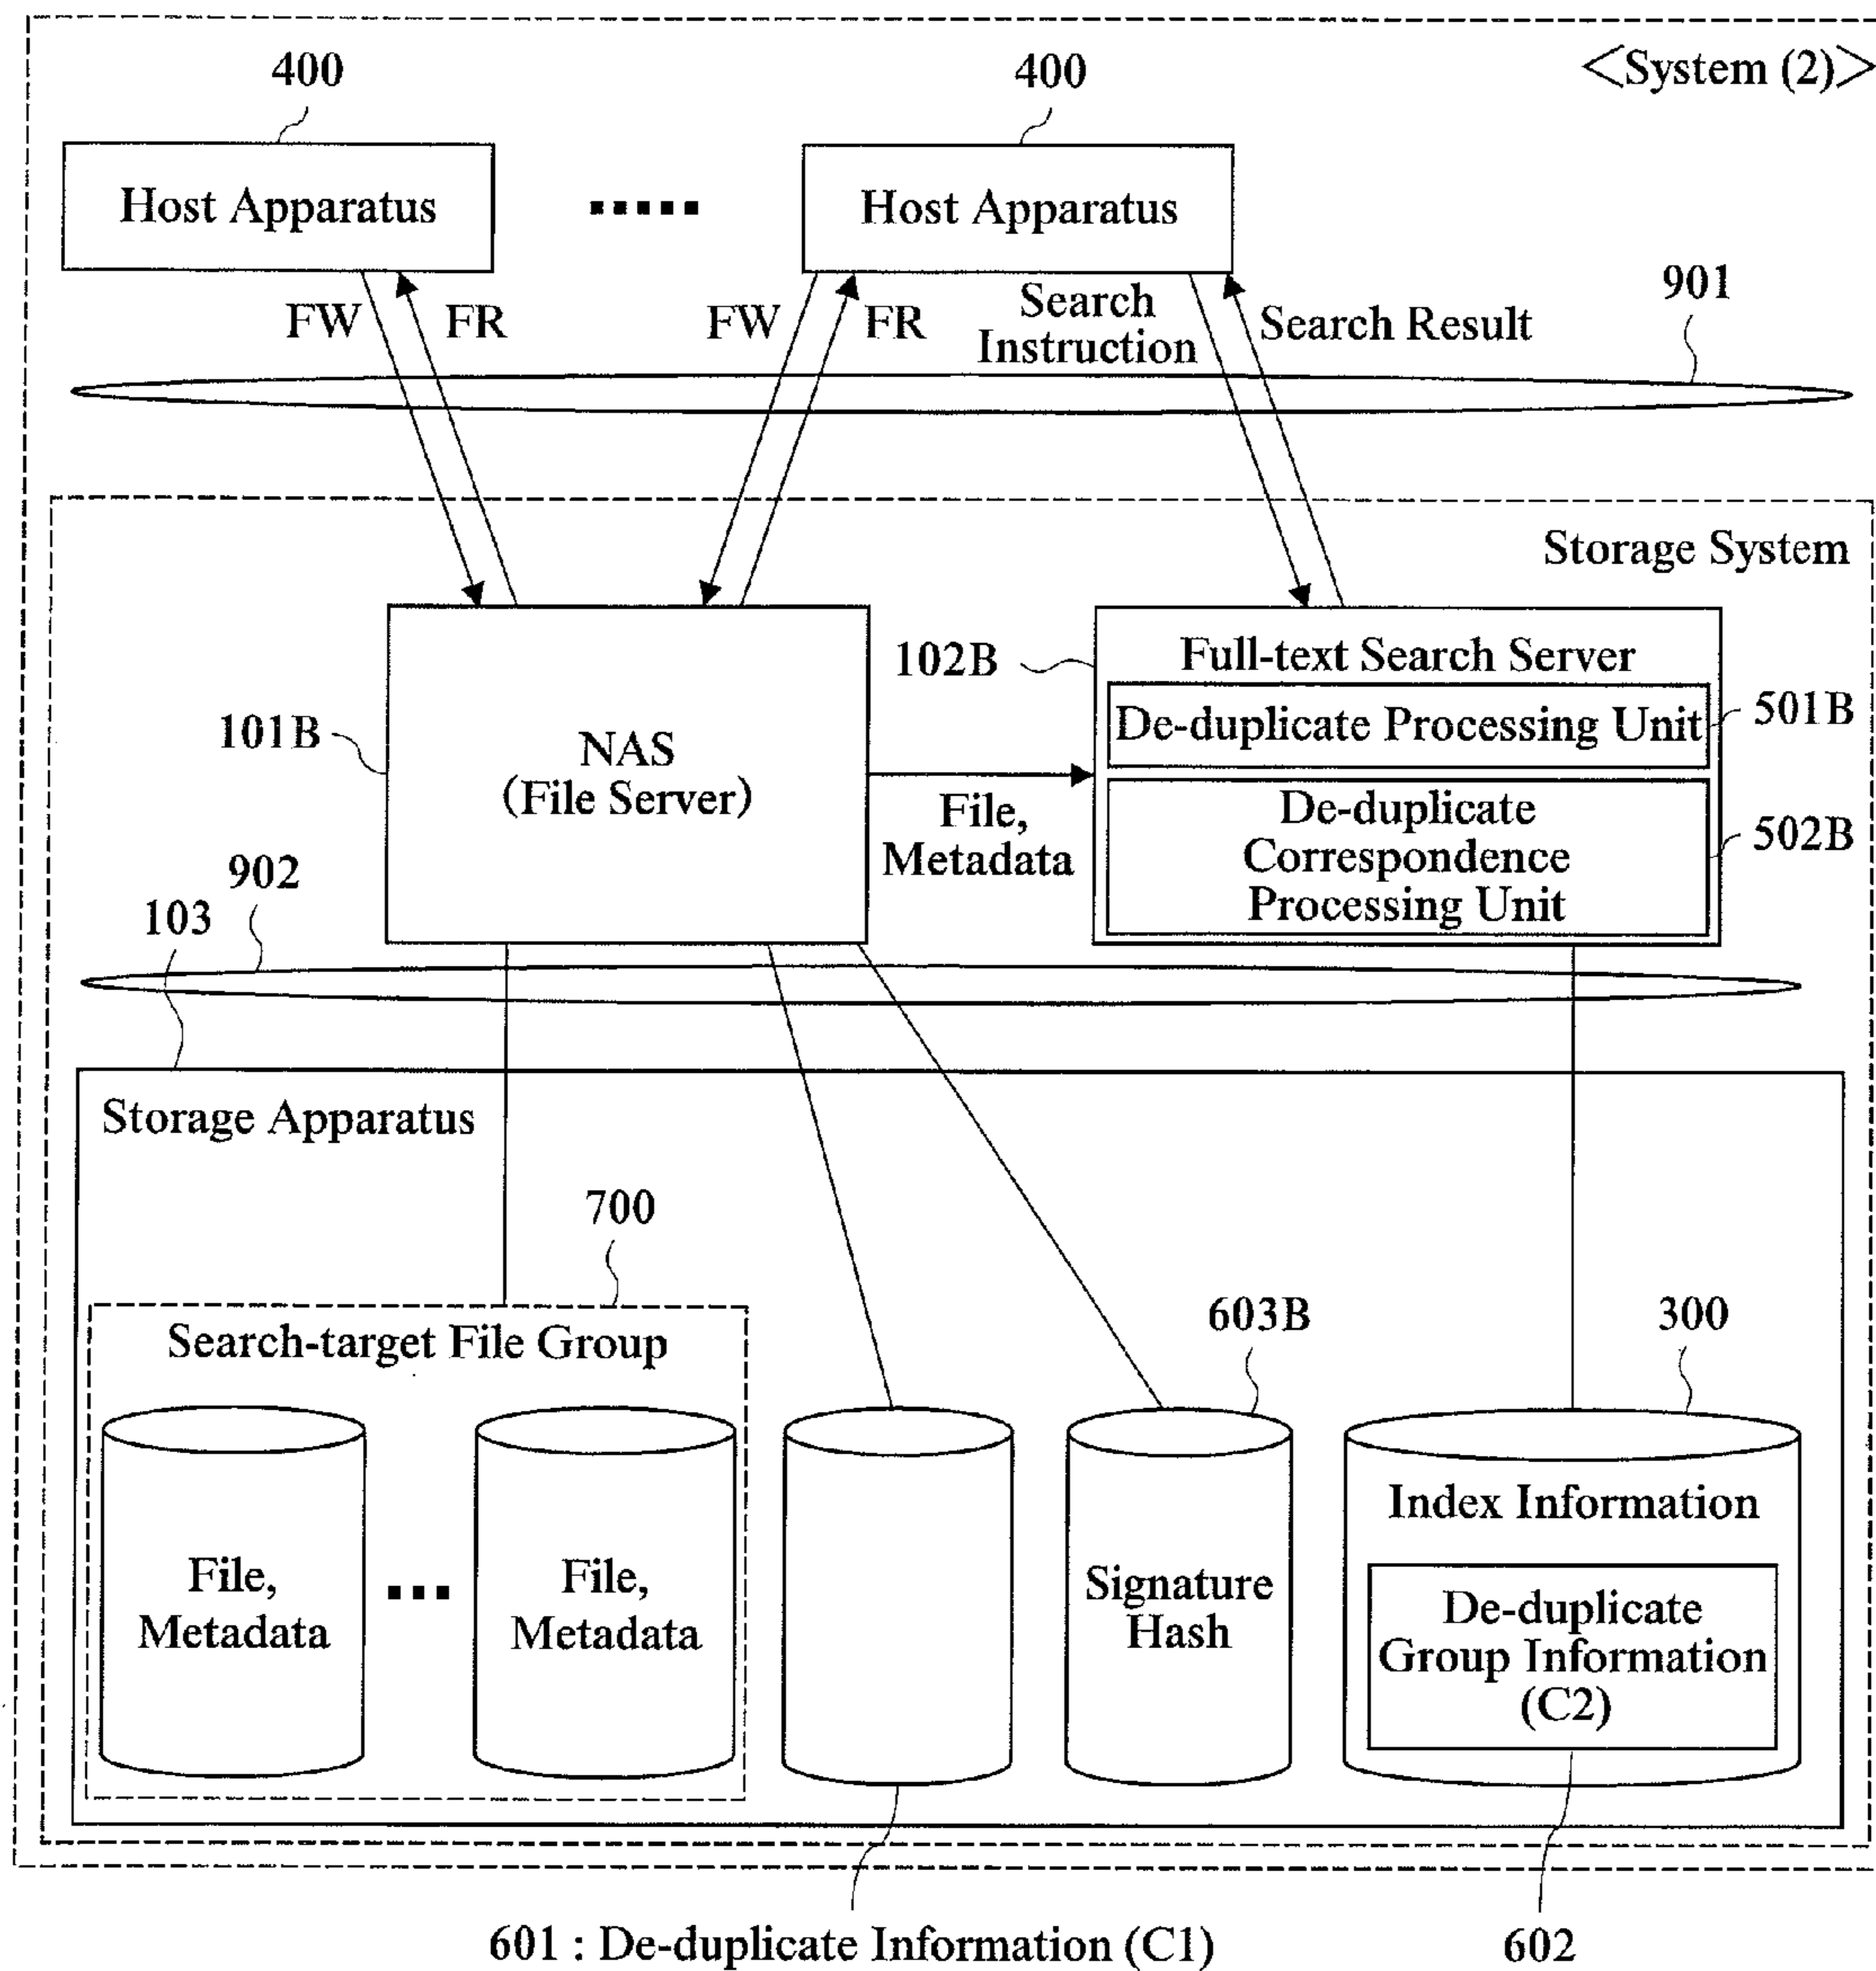 <System (2)>
400
400
Host Apparatus
.....
Host Apparatus
FW
FR
FW
FR
Search
Instruction
Search Result
901
Storage System
102B
Full-text Search Server
De-duplicate Processing Unit
501B
101B
NAS
(File Server)
File,
Metadata
De-duplicate
Correspondence
Processing Unit
502B
902
103
Storage Apparatus
700
Search-target File Group
603B
300
File,
Metadata
...
File,
Metadata
Signature
Hash
Index Information
De-duplicate
Group Information
(C2)
601 : De-duplicate Information (C1)
602